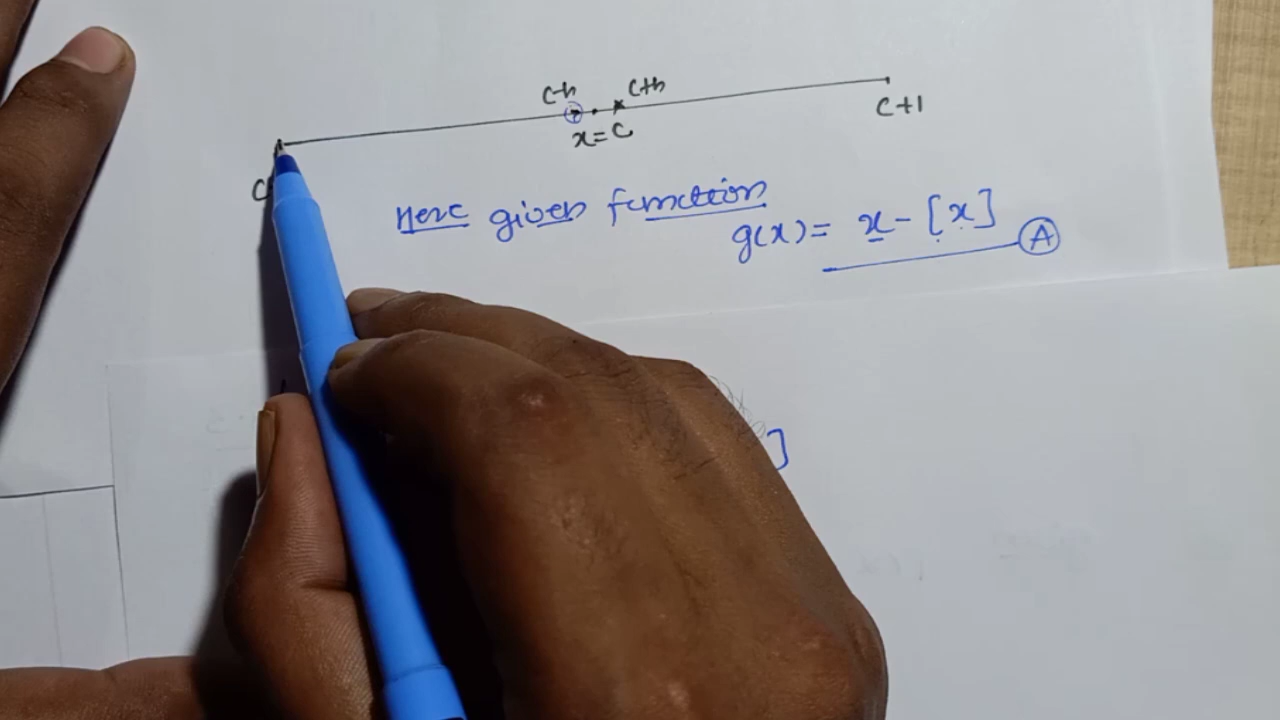 C-h C+h
x=C
C+1
C
Here given function
g(x)= x - [x]
A
]